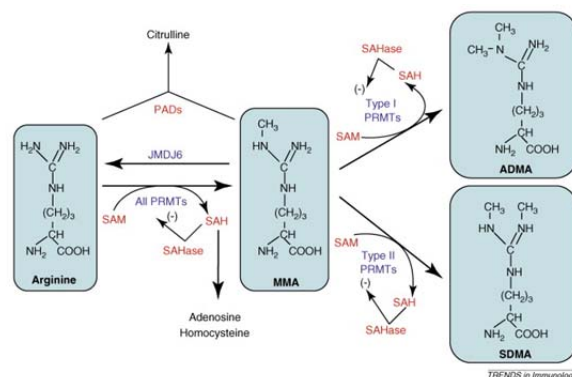 Citrulline
PADs
H₂N NH₂
C
NH
(CH₂)₃
CH
NH₂ COOH
Arginine
JMDJ6
All PRMTs
SAM
(-)
SAH
SAHase
Adenosine
Homocysteine
CH₃
HN NH₂
C
NH
(CH₂)₃
CH
NH₂ COOH
MMA
SAHase
SAH
(-)
Type I
PRMTs
SAM
SAM
Type II
PRMTs
(-)
SAH
SAHase
CH₃
CH₃ N NH₂
C
NH
(CH₂)₃
CH
NH₂ COOH
ADMA
CH₃ CH₃
NH NH
C
NH
(CH₂)₃
CH
NH₂ COOH
SDMA
TRENDS in Immunology